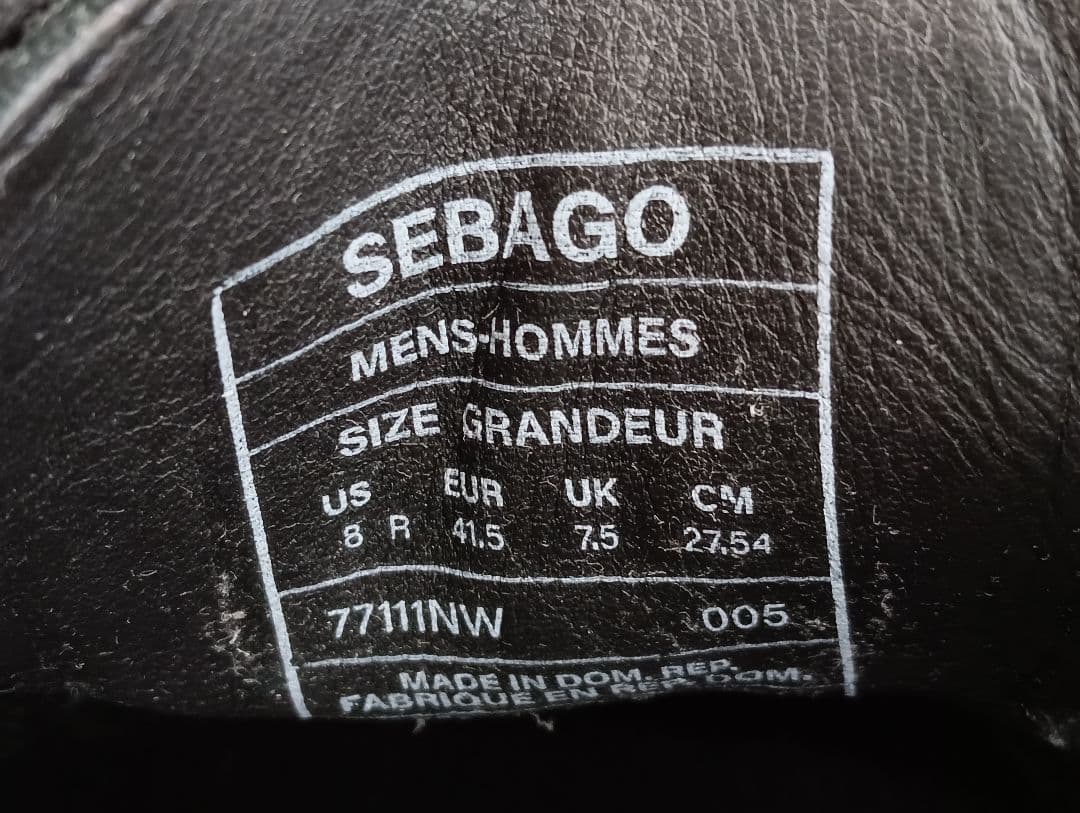 SEBAGO
MENS-HOMMES
SIZE GRANDEUR
US EUR UK CM
8 R 41.5 7.5 27.54
77111NW 005
MADE IN DOM. REP.
FABRIQUE EN REP. DOM.